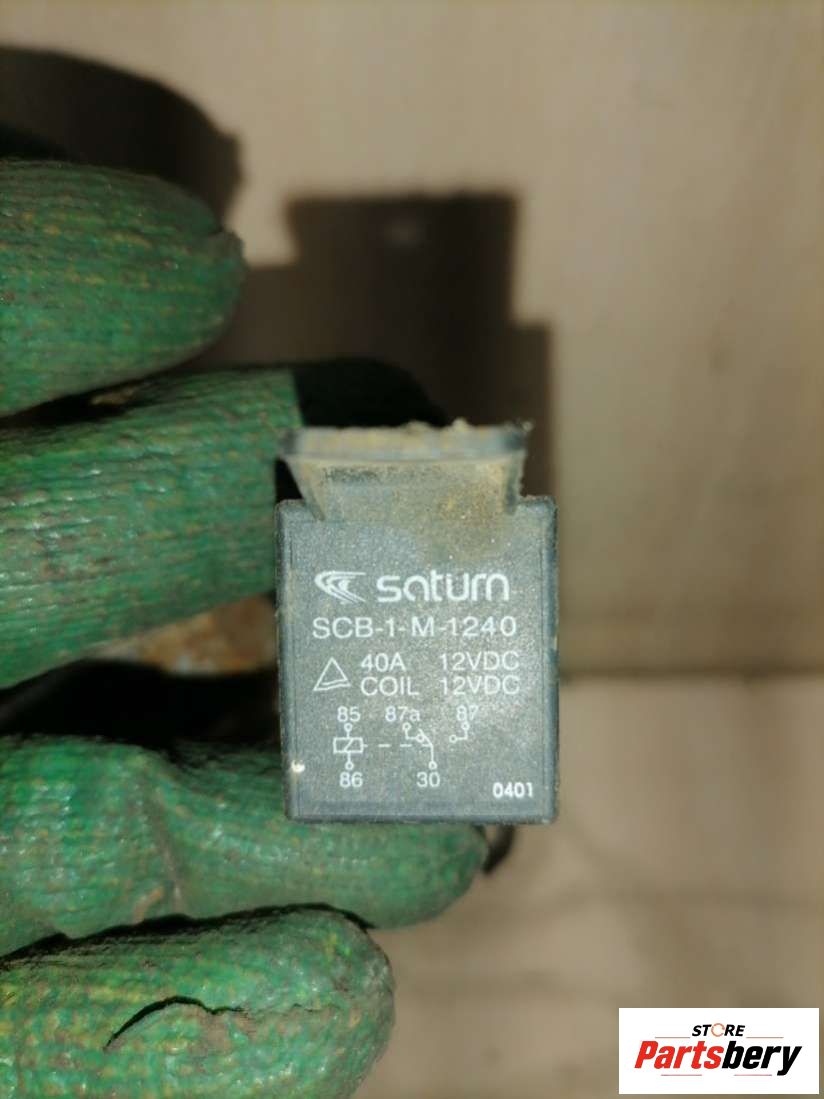 saturn
SCB-1-M-1240
40A 12VDC
COIL 12VDC
85 87a 87
86 30
0401
STORE
Partsbery